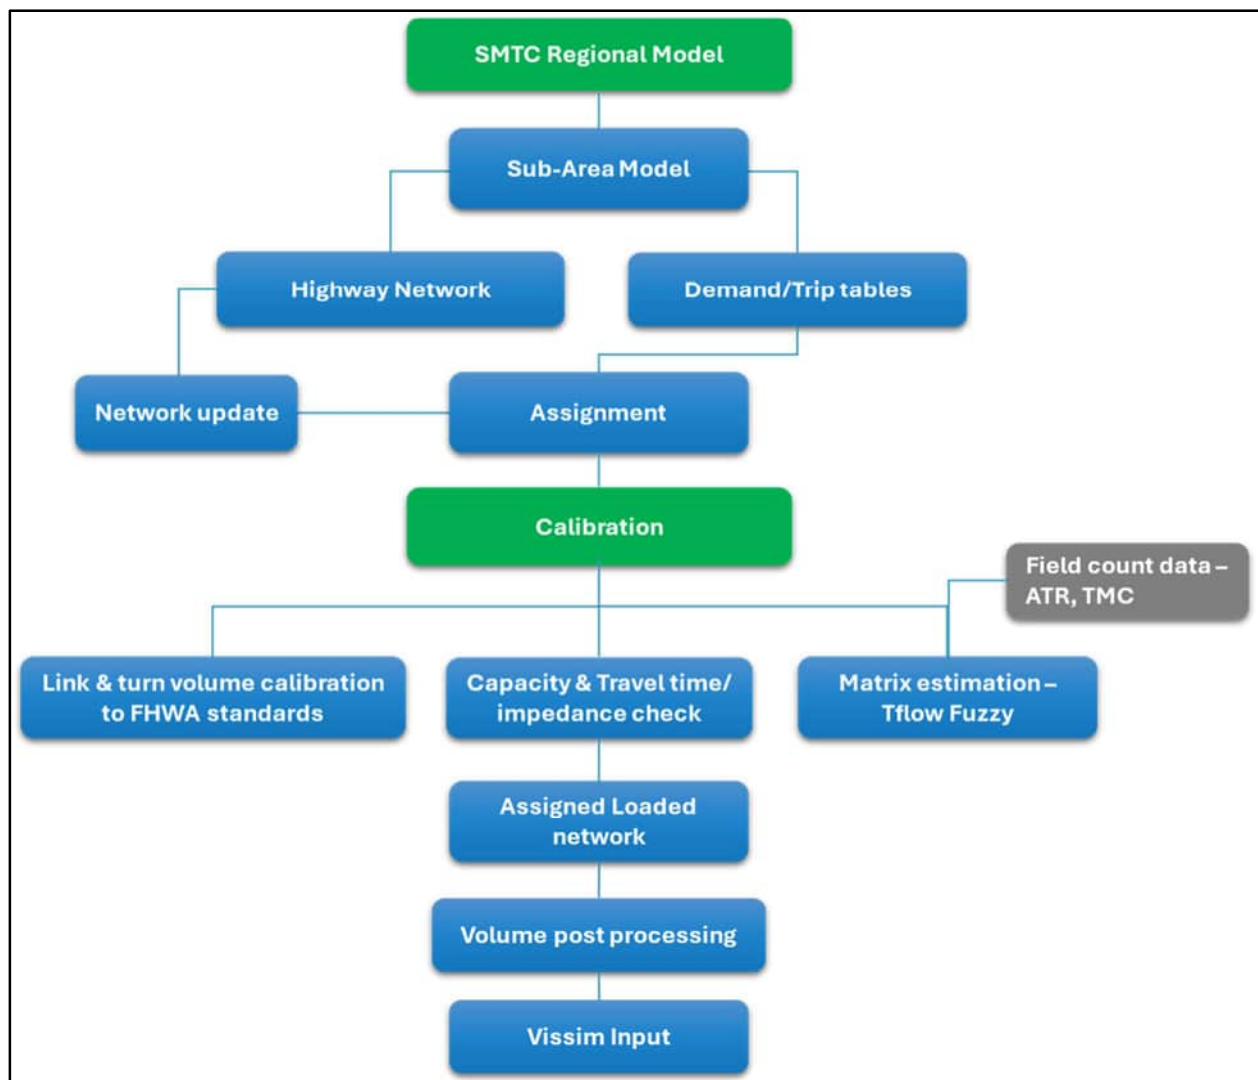 SMTC Regional Model
Sub-Area Model
Highway Network
Demand/Trip tables
Network update
Assignment
Calibration
Field count data –
ATR, TMC
Link & turn volume calibration
to FHWA standards
Capacity & Travel time/
impedance check
Matrix estimation –
Tflow Fuzzy
Assigned Loaded
network
Volume post processing
Vissim Input